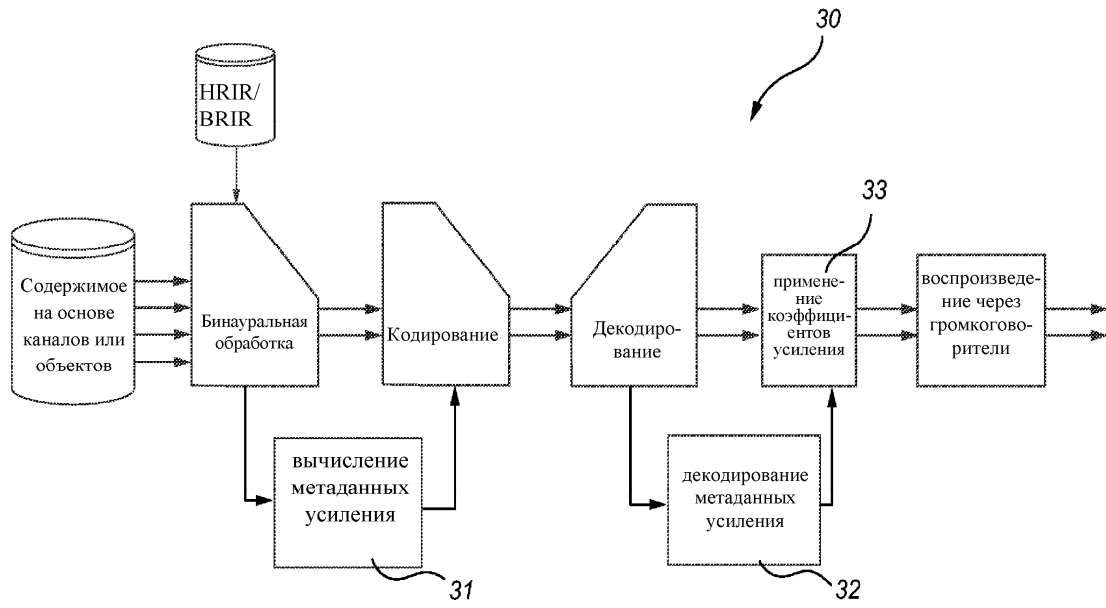 30
HRIR/
BRIR
Содержимое
на основе
каналов или
объектов
Бинауральная
обработка
Кодирование
Декодиро-
вание
33
примене-
ние
коэффици-
ентов
усиления
воспроизведе-
ние через
громкогово-
рители
вычисление
метаданных
усиления
31
декодирование
метаданных
усиления
32